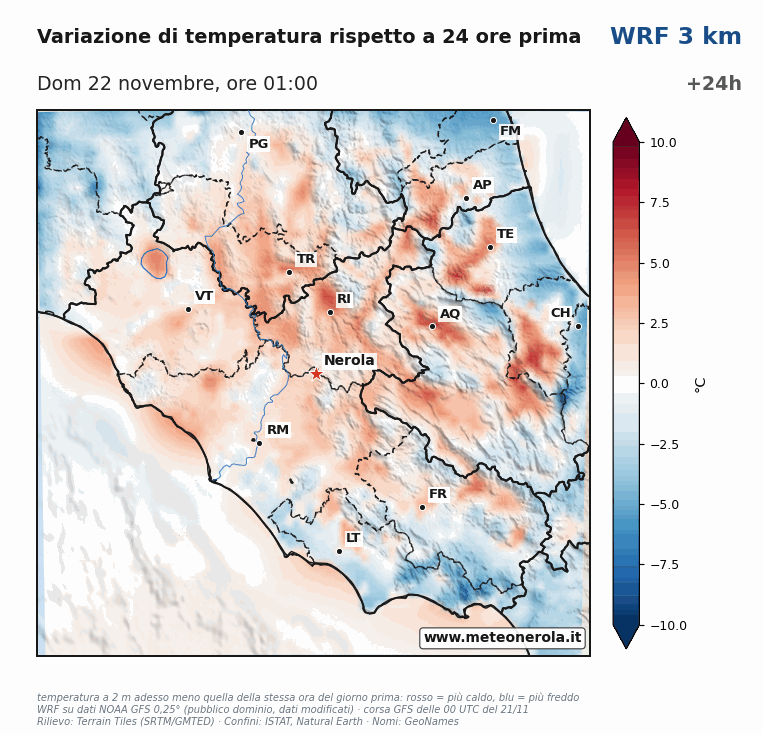 Variazione di temperatura rispetto a 24 ore prima
WRF 3 km
Dom 22 novembre, ore 01:00
+24h
FM
PG
AP
TE
TR
VT
RI
AQ
CH
Nerola
RM
FR
LT
www.meteonerola.it
10.0
7.5
5.0
2.5
0.0
−2.5
−5.0
−7.5
−10.0
°C
temperatura a 2 m adesso meno quella della stessa ora del giorno prima: rosso = più caldo, blu = più freddo
WRF su dati NOAA GFS 0,25° (pubblico dominio, dati modificati) · corsa GFS delle 00 UTC del 21/11
Rilievo: Terrain Tiles (SRTM/GMTED) · Confini: ISTAT, Natural Earth · Nomi: GeoNames